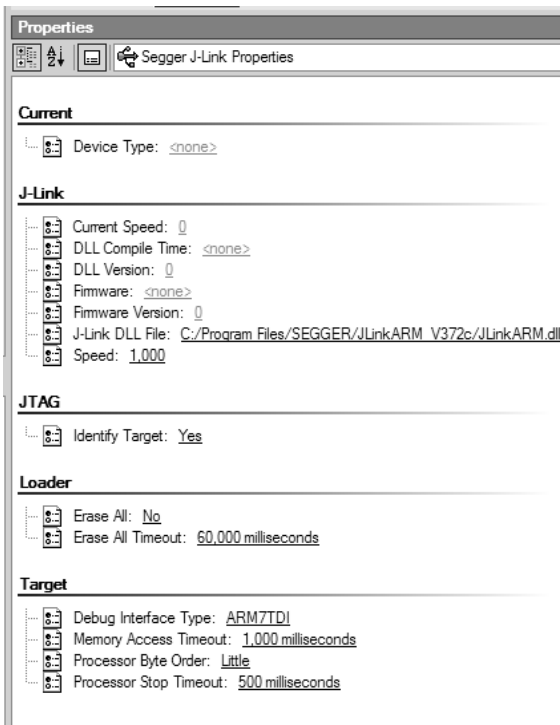 Properties
Segger J-Link Properties
Current
Device Type: <none>
J-Link
Current Speed: 0
DLL Compile Time: <none>
DLL Version: 0
Firmware: <none>
Firmware Version: 0
J-Link DLL File: C:/Program Files/SEGGER/JLinkARM_V372c/JLinkARM.dll
Speed: 1,000
JTAG
Identify Target: Yes
Loader
Erase All: No
Erase All Timeout: 60,000 milliseconds
Target
Debug Interface Type: ARM7TDI
Memory Access Timeout: 1,000 milliseconds
Processor Byte Order: Little
Processor Stop Timeout: 500 milliseconds